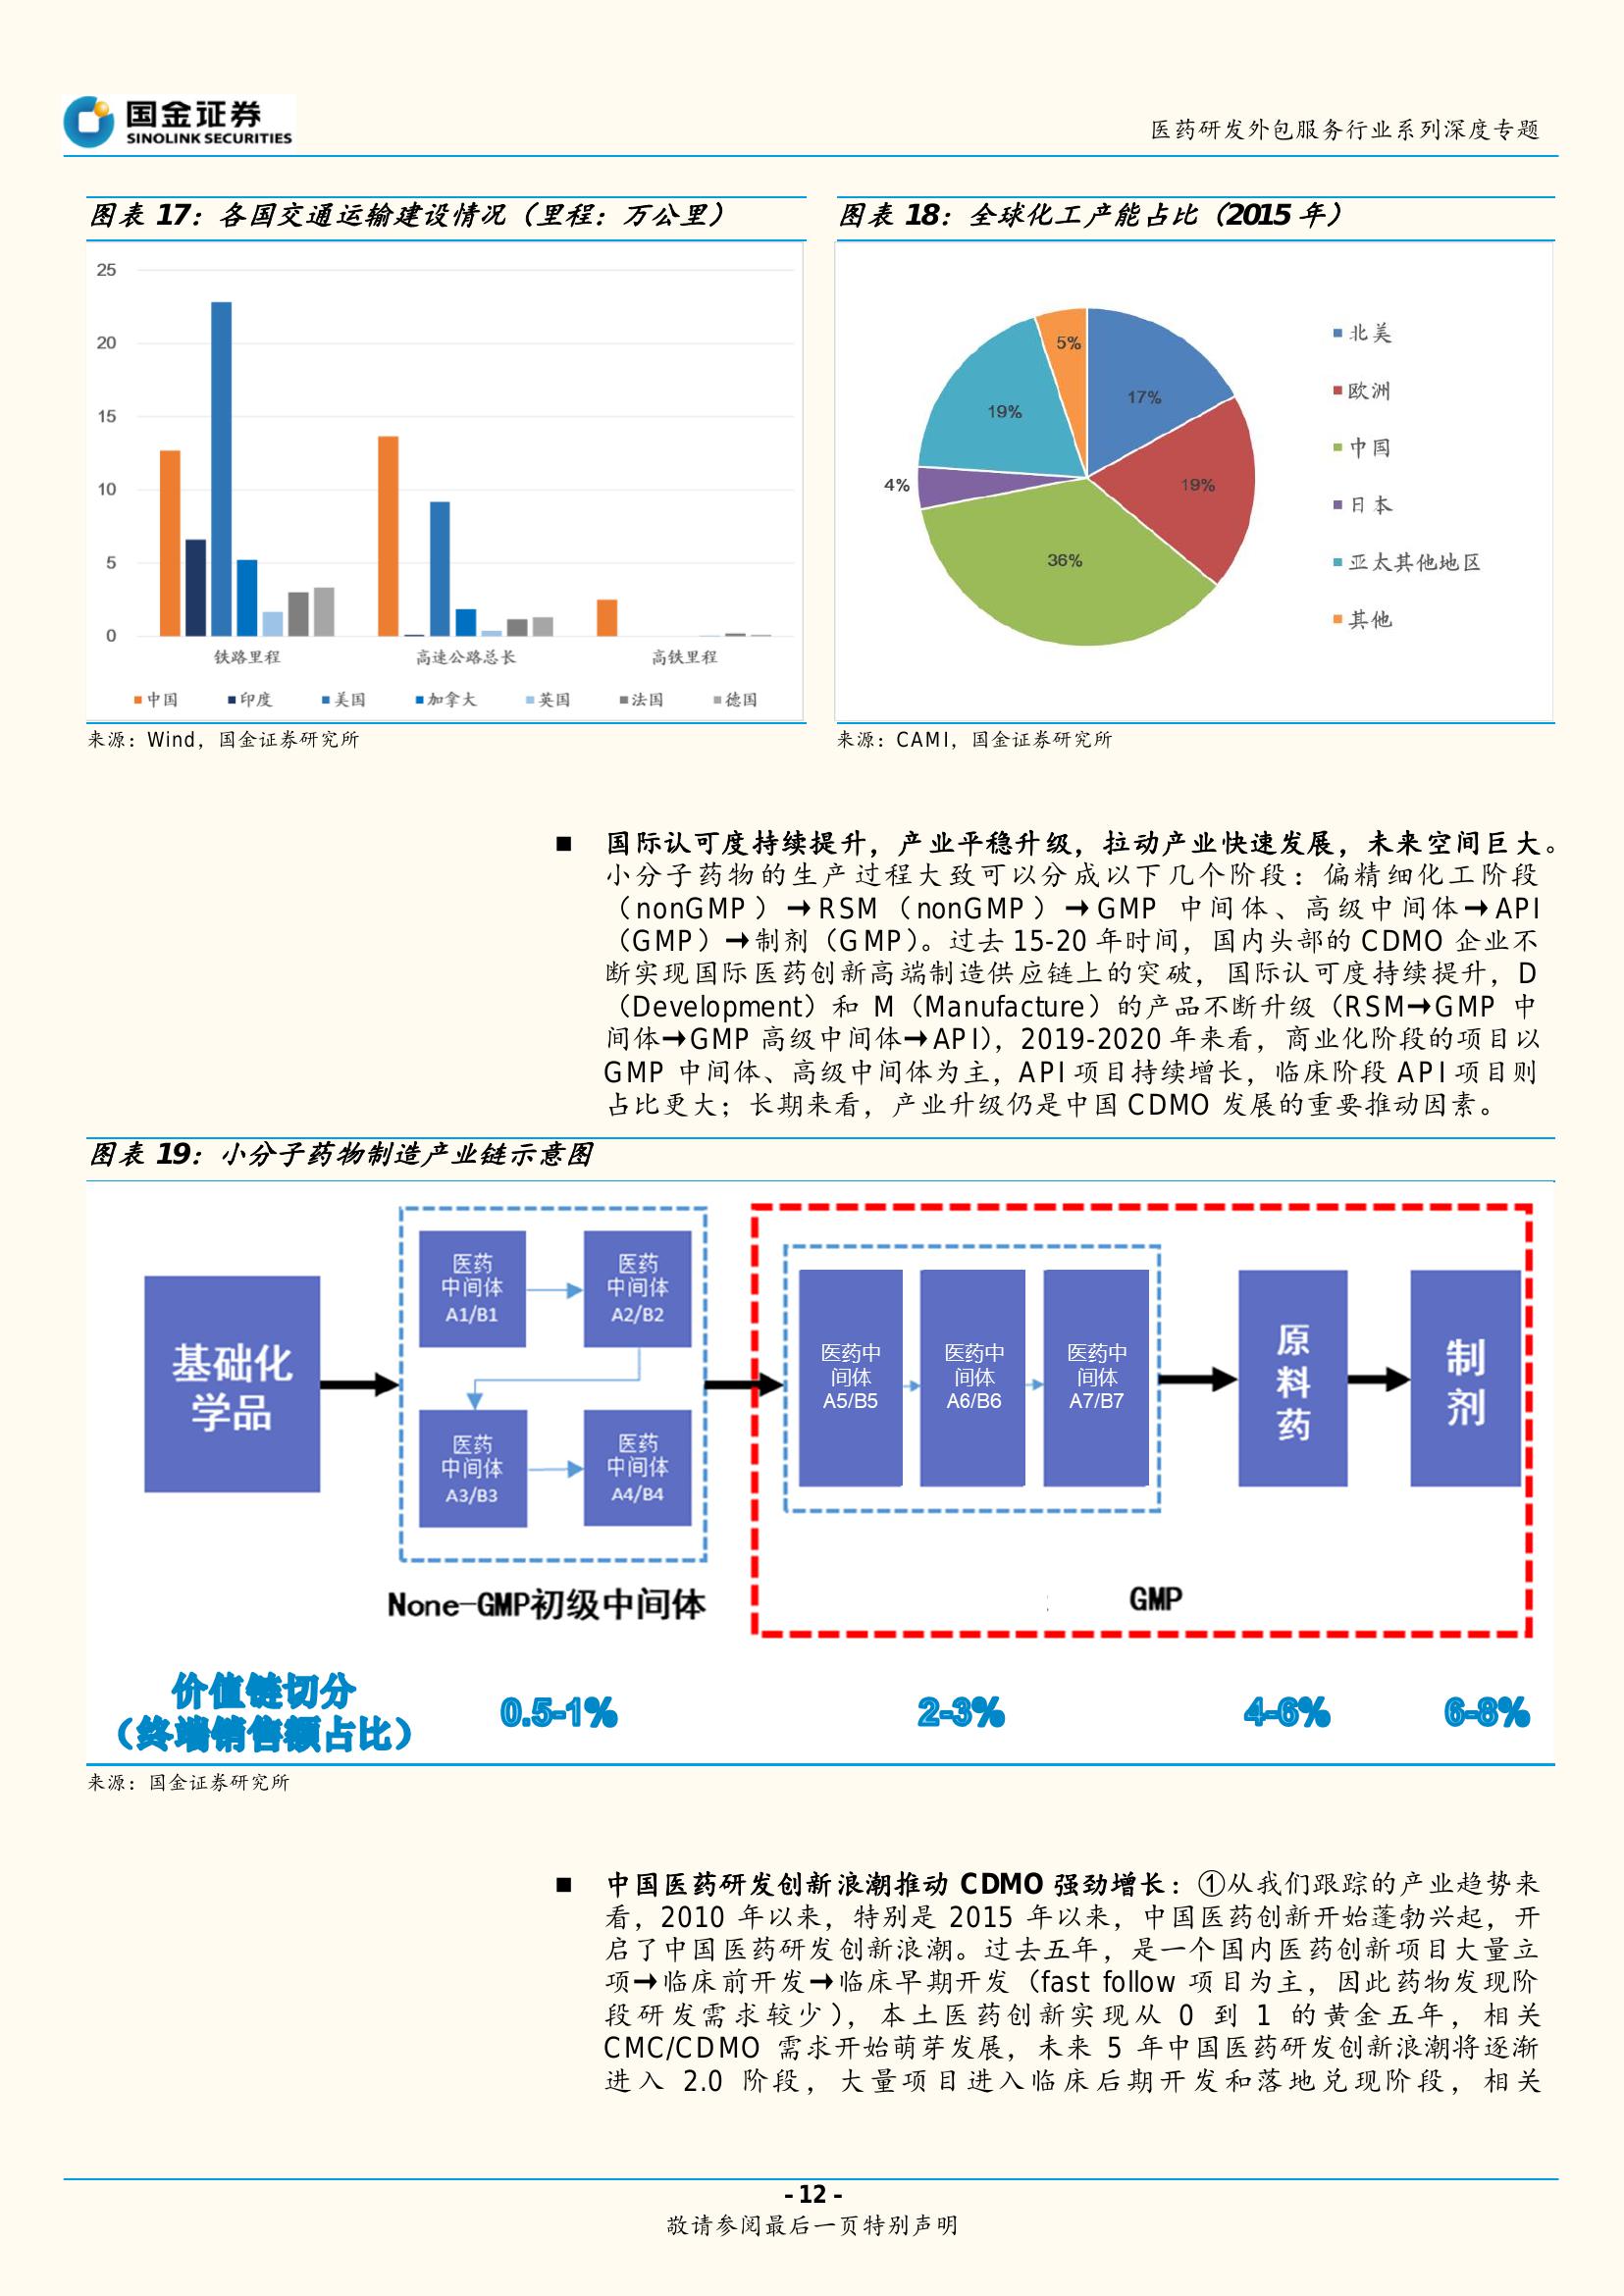 国金证券
SINOLINK SECURITIES
医药研发外包服务行业系列深度专题
图表 17：各国交通运输建设情况（里程：万公里）
25
20
15
10
5
0
铁路里程 高速公路总长 高铁里程
中国 印度 美国 加拿大 英国 法国 德国
来源：Wind，国金证券研究所
图表 18：全球化工产能占比（2015 年）
5%
17%
19%
19%
4%
36%
北美
欧洲
中国
日本
亚太其他地区
其他
来源：CAMI，国金证券研究所
■ 国际认可度持续提升，产业平稳升级，拉动产业快速发展，未来空间巨大。
小分子药物的生产过程大致可以分成以下几个阶段：偏精细化工阶段
（nonGMP）→RSM（nonGMP）→GMP 中间体、高级中间体→API
（GMP）→制剂（GMP）。过去 15-20 年时间，国内头部的 CDMO 企业不
断实现国际医药创新高端制造供应链上的突破，国际认可度持续提升，D
（Development）和 M（Manufacture）的产品不断升级（RSM→GMP 中
间体→GMP 高级中间体→API），2019-2020 年来看，商业化阶段的项目以
GMP 中间体、高级中间体为主，API 项目持续增长，临床阶段 API 项目则
占比更大；长期来看，产业升级仍是中国 CDMO 发展的重要推动因素。
图表 19：小分子药物制造产业链示意图
基础化
学品
医药
中间体
A1/B1
医药
中间体
A2/B2
医药
中间体
A3/B3
医药
中间体
A4/B4
None-GMP初级中间体
医药中
间体
A5/B5
医药中
间体
A6/B6
医药中
间体
A7/B7
原
料
药
制
剂
GMP
价值链切分
（终端销售额占比）
0.5-1%
2-3%
4-6%
6-8%
来源：国金证券研究所
■ 中国医药研发创新浪潮推动 CDMO 强劲增长：①从我们跟踪的产业趋势来
看，2010 年以来，特别是 2015 年以来，中国医药创新开始蓬勃兴起，开
启了中国医药研发创新浪潮。过去五年，是一个国内医药创新项目大量立
项→临床前开发→临床早期开发（fast follow 项目为主，因此药物发现阶
段研发需求较少），本土医药创新实现从 0 到 1 的黄金五年，相关
CMC/CDMO 需求开始萌芽发展，未来 5 年中国医药研发创新浪潮将逐渐
进入 2.0 阶段，大量项目进入临床后期开发和落地兑现阶段，相关
- 12 -
敬请参阅最后一页特别声明